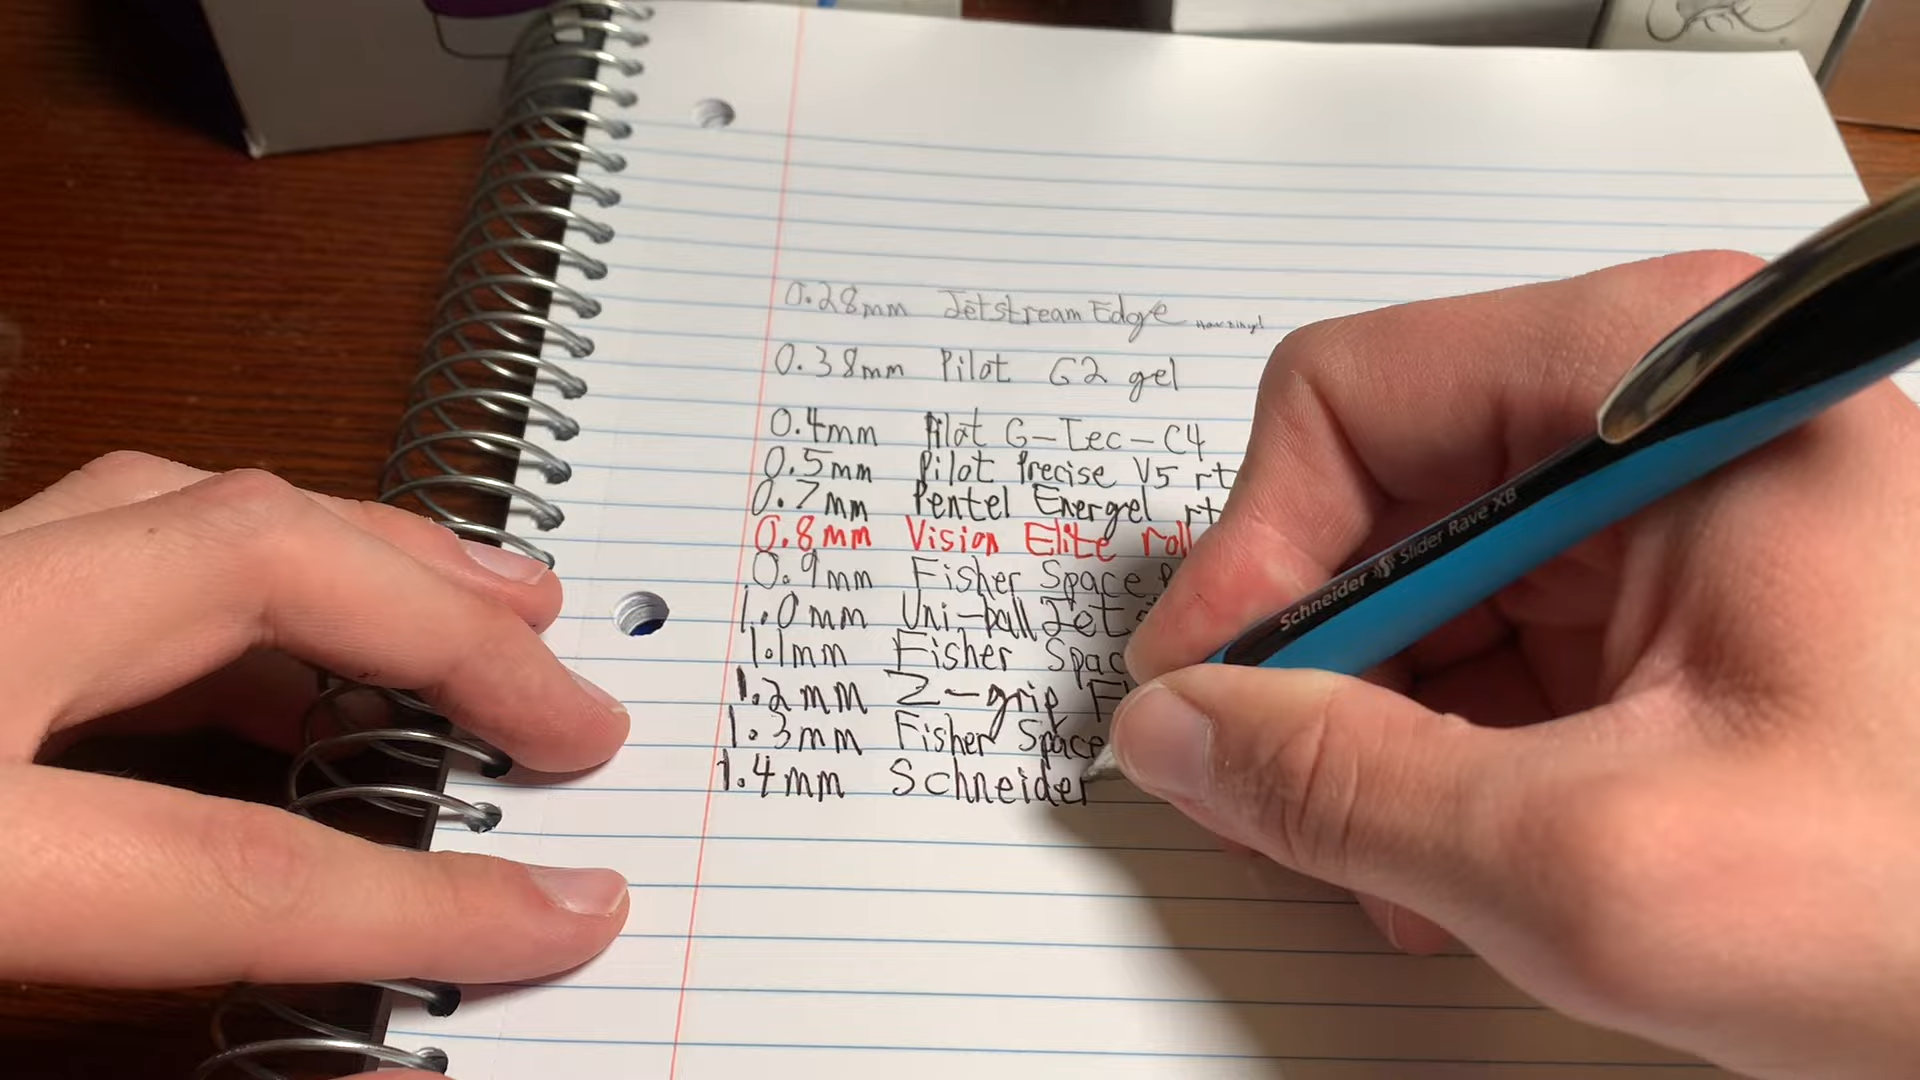 0.28mm Jetstream Edge
0.38mm Pilot G2 gel
0.4mm Pilot G-Tec-C4
0.5mm Pilot Precise V5 rt
0.7mm Pentel Energel rt
0.8mm Vision Elite roll
0.9mm Fisher Space
1.0mm Uni-ball Jet
1.1mm Fisher Spac
1.2mm Z-grip
1.3mm Fisher Space
1.4mm Schneider
Schneider Slider Rave XB